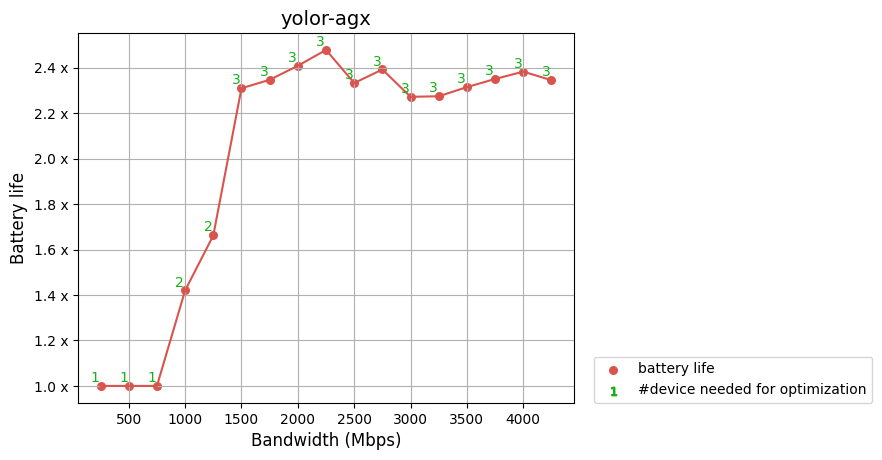 yolor-agx
Battery life
2.4 x
2.2 x
2.0 x
1.8 x
1.6 x
1.4 x
1.2 x
1.0 x
1 1 1 2 2 3 3 3 3 3 3 3 3 3 3 3 3
500 1000 1500 2000 2500 3000 3500 4000
Bandwidth (Mbps)
battery life
1 #device needed for optimization